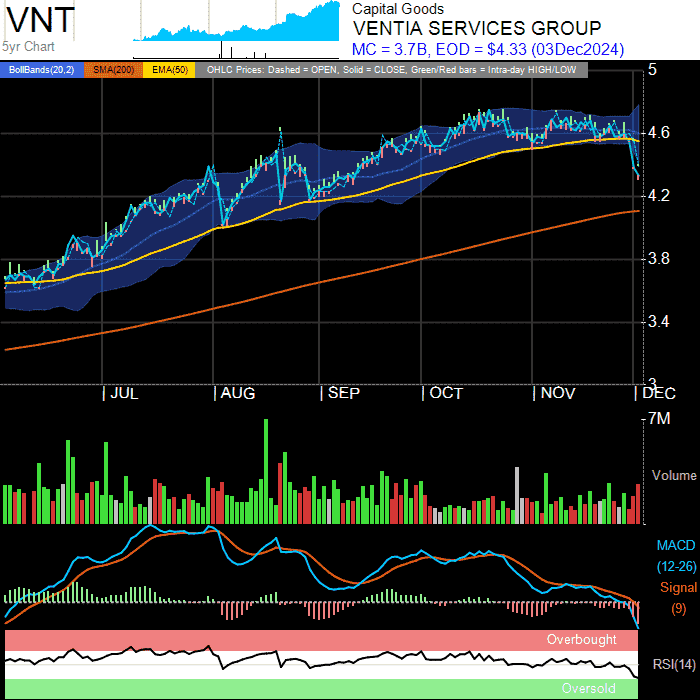 VNT
5yr Chart
Capital Goods
VENTIA SERVICES GROUP
MC = 3.7B, EOD = $4.33 (03Dec2024)
BollBands(20,2) SMA(200) EMA(50) OHLC Prices: Dashed = OPEN, Solid = CLOSE, Green/Red bars = Intra-day HIGH/LOW
5
4.6
4.2
3.8
3.4
3
JUL AUG SEP OCT NOV DEC
7M
Volume
MACD
(12-26)
Signal
(9)
Overbought
RSI(14)
Oversold